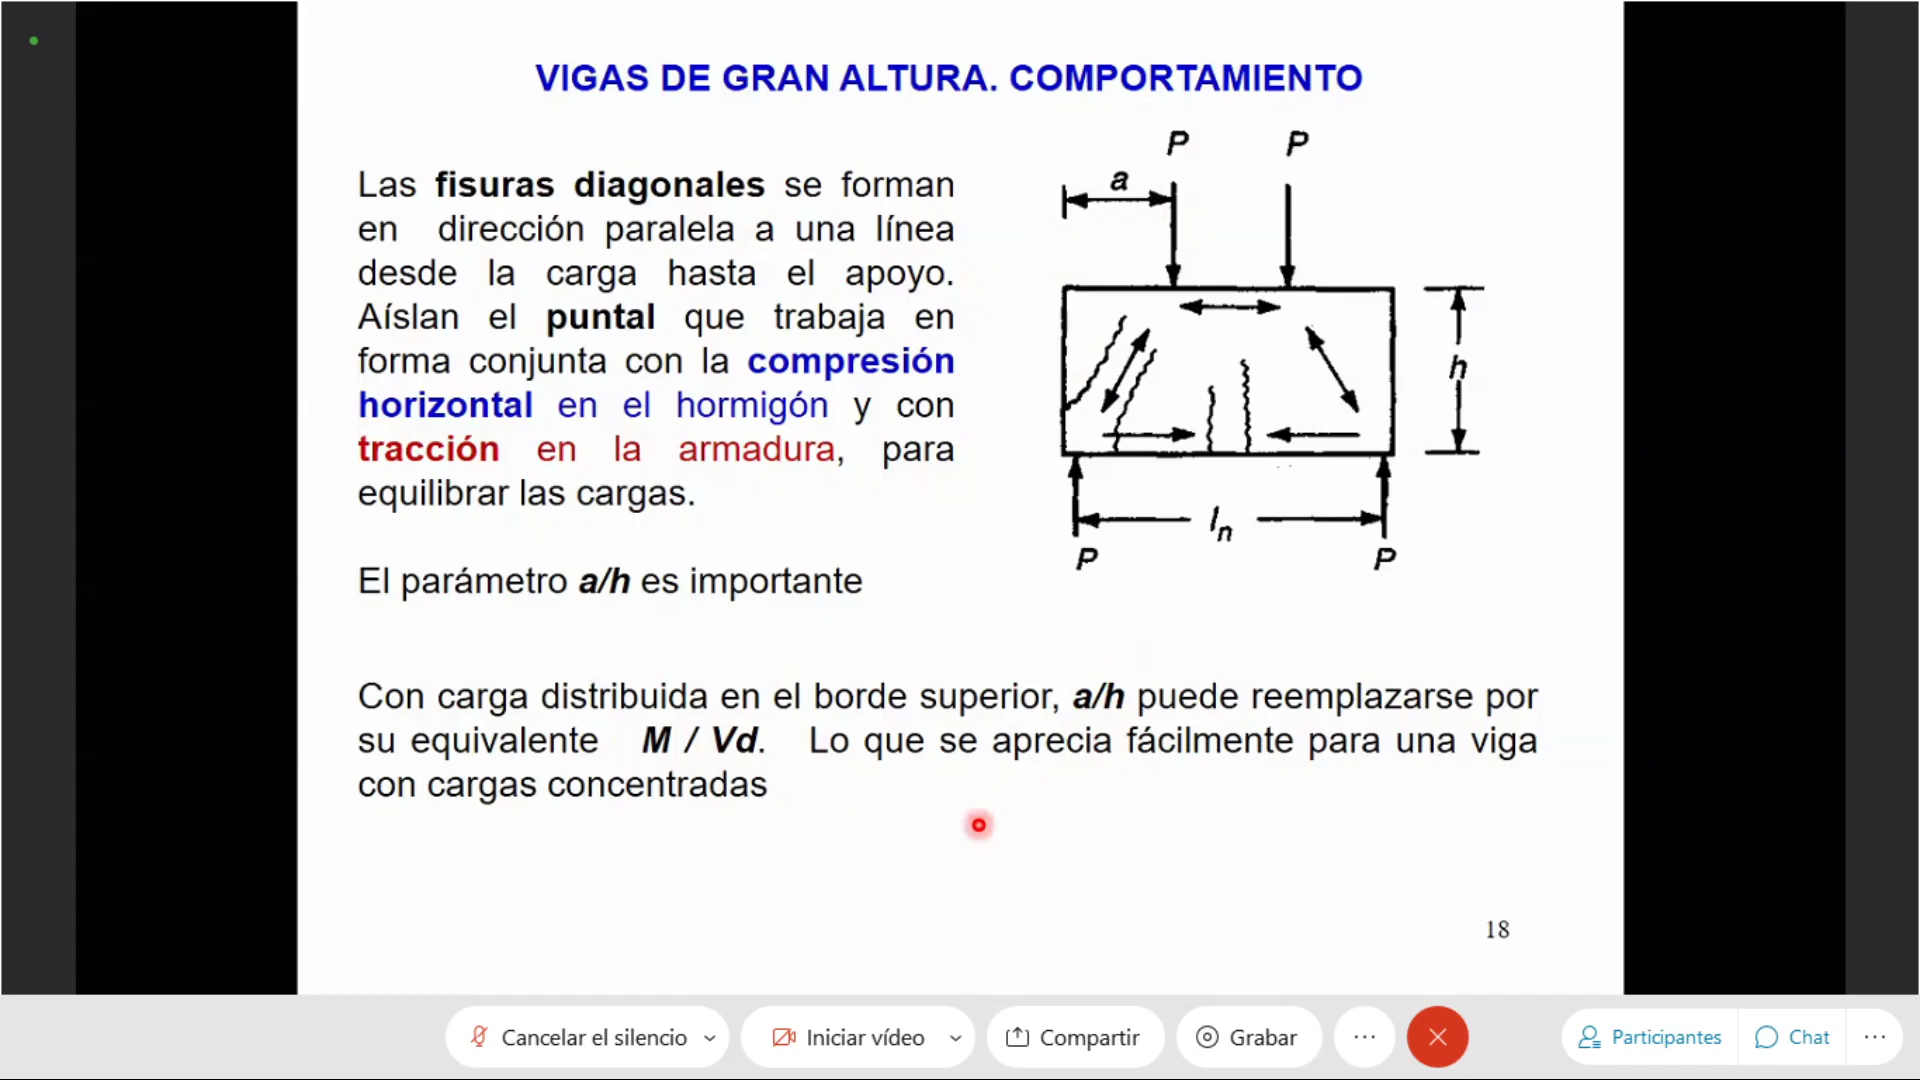 VIGAS DE GRAN ALTURA. COMPORTAMIENTO
Las fisuras diagonales se forman
en dirección paralela a una línea
desde la carga hasta el apoyo.
Aíslan el puntal que trabaja en
forma conjunta con la compresión
horizontal en el hormigón y con
tracción en la armadura, para
equilibrar las cargas.
El parámetro a/h es importante
P P
a
h
ln
P P
Con carga distribuida en el borde superior, a/h puede reemplazarse por
su equivalente M / Vd. Lo que se aprecia fácilmente para una viga
con cargas concentradas
18
Cancelar el silencio
Iniciar vídeo
Compartir
Grabar
Participantes
Chat